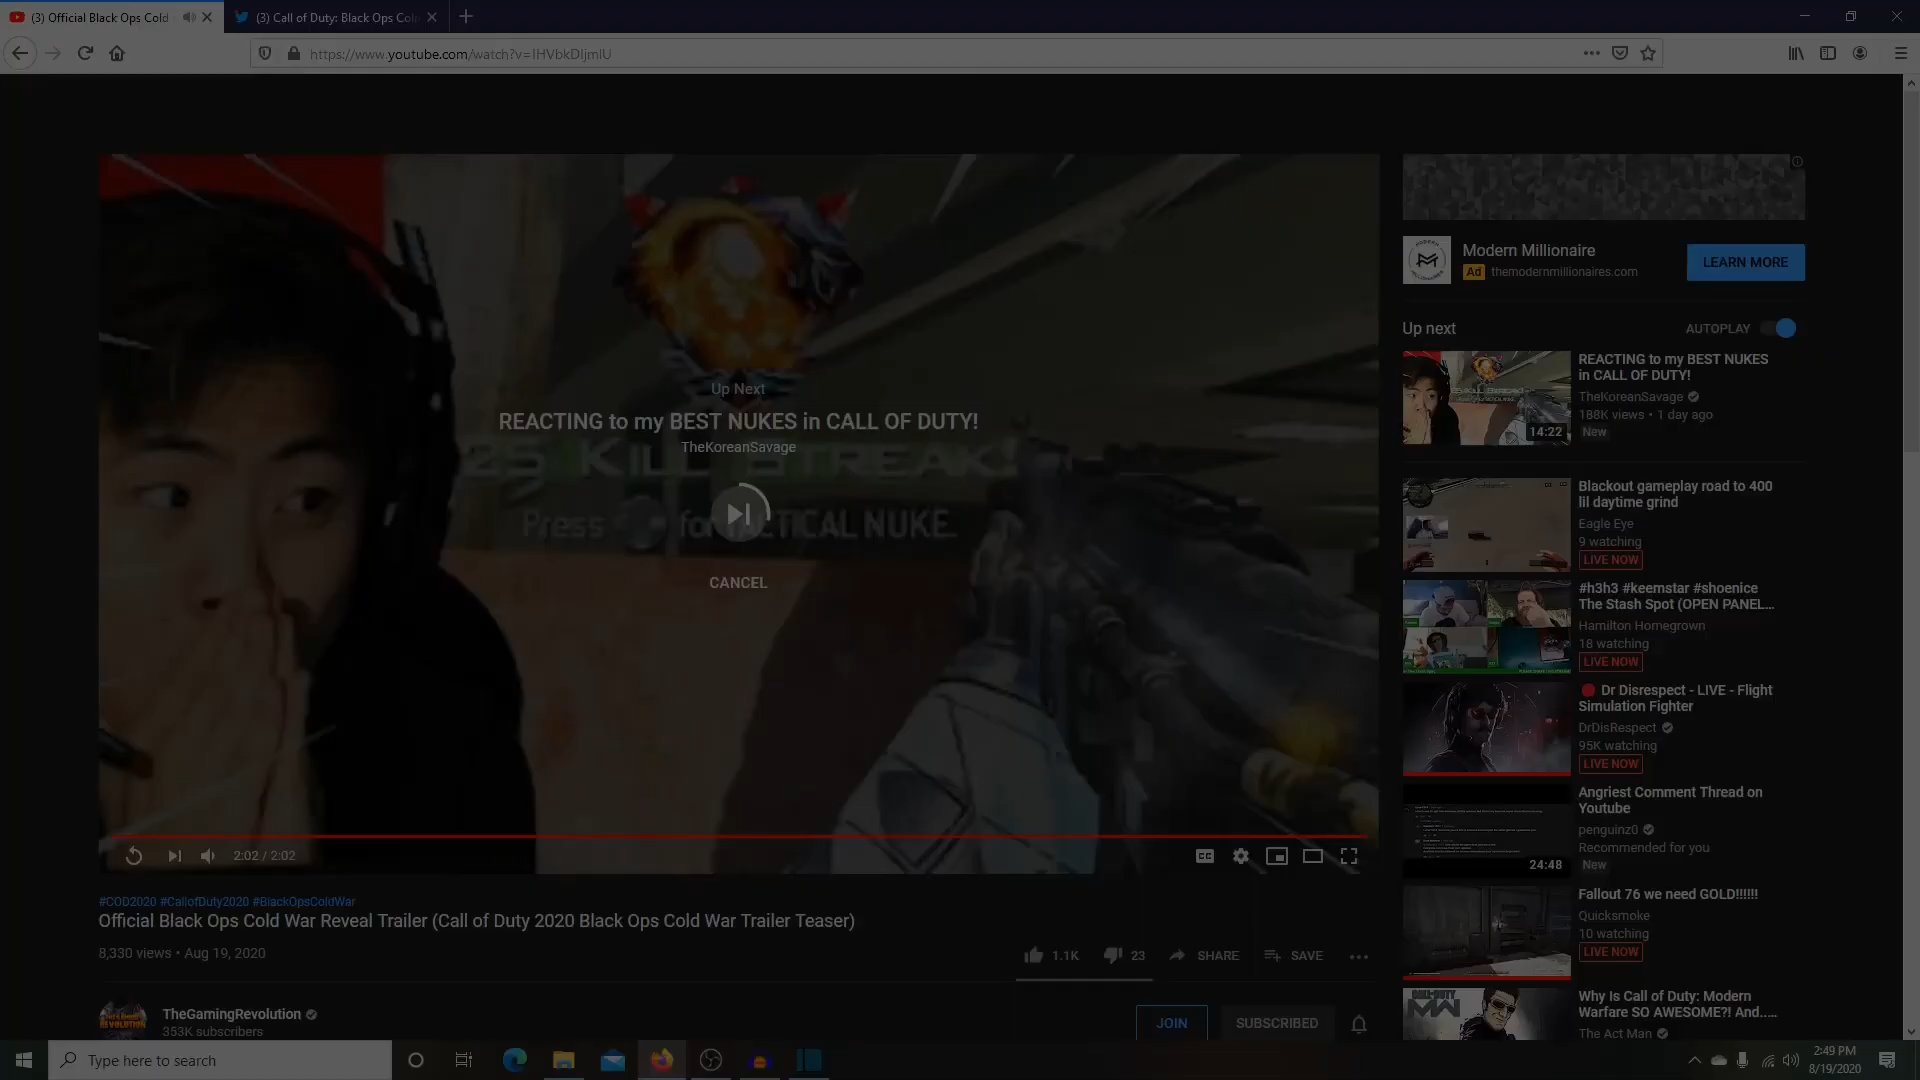 (3) Official Black Ops Cold
(3) Call of Duty: Black Ops Col
https://www.youtube.com/watch?v=IHVbkDIjmIU
Modern Millionaire
Ad themodernmillionaires.com
LEARN MORE
Up next
AUTOPLAY
REACTING to my BEST NUKES
in CALL OF DUTY!
TheKoreanSavage
188K views • 1 day ago
New
14:22
Up Next
REACTING to my BEST NUKES in CALL OF DUTY!
TheKoreanSavage
25 KILL STREAK!
Press for TACTICAL NUKE.
CANCEL
Blackout gameplay road to 400
lil daytime grind
Eagle Eye
9 watching
LIVE NOW
#h3h3 #keemstar #shoenice
The Stash Spot (OPEN PANEL...
Hamilton Homegrown
18 watching
LIVE NOW
Dr Disrespect - LIVE - Flight
Simulation Fighter
DrDisRespect
95K watching
LIVE NOW
Angriest Comment Thread on
Youtube
penguinz0
Recommended for you
New
24:48
Fallout 76 we need GOLD!!!!!!
Quicksmoke
10 watching
LIVE NOW
Why Is Call of Duty: Modern
Warfare SO AWESOME?! And.....
The Act Man
2:02 / 2:02
#COD2020 #CallofDuty2020 #BlackOpsColdWar
Official Black Ops Cold War Reveal Trailer (Call of Duty 2020 Black Ops Cold War Trailer Teaser)
8,330 views • Aug 19, 2020
1.1K
23
SHARE
SAVE
TheGamingRevolution
353K subscribers
JOIN
SUBSCRIBED
Type here to search
2:49 PM
8/19/2020